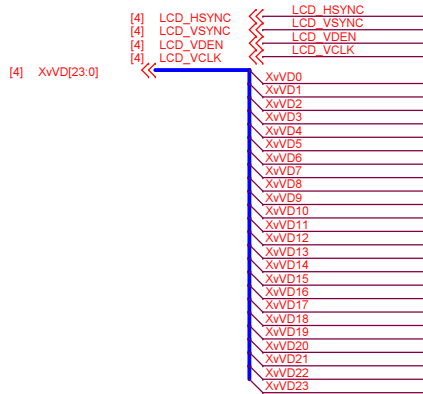 [4] LCD_HSYNC LCD_HSYNC
[4] LCD_VSYNC LCD_VSYNC
[4] LCD_VDEN LCD_VDEN
[4] LCD_VCLK LCD_VCLK
[4] XvVD[23:0]
XvVD0
XvVD1
XvVD2
XvVD3
XvVD4
XvVD5
XvVD6
XvVD7
XvVD8
XvVD9
XvVD10
XvVD11
XvVD12
XvVD13
XvVD14
XvVD15
XvVD16
XvVD17
XvVD18
XvVD19
XvVD20
XvVD21
XvVD22
XvVD23